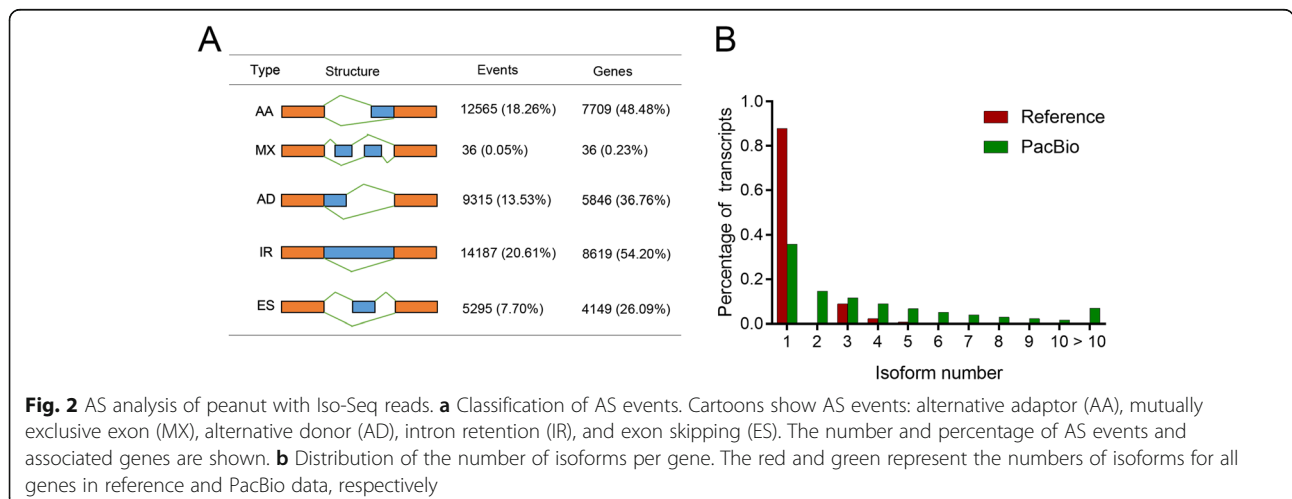 A
Type Structure Events Genes
AA 12565 (18.26%) 7709 (48.48%)
MX 36 (0.05%) 36 (0.23%)
AD 9315 (13.53%) 5846 (36.76%)
IR 14187 (20.61%) 8619 (54.20%)
ES 5295 (7.70%) 4149 (26.09%)
B
Percentage of transcripts
1.0
0.8
0.6
0.4
0.2
0.0
Reference
PacBio
1 2 3 4 5 6 7 8 9 10 > 10
Isoform number
Fig. 2 AS analysis of peanut with Iso-Seq reads. a Classification of AS events. Cartoons show AS events: alternative adaptor (AA), mutually
exclusive exon (MX), alternative donor (AD), intron retention (IR), and exon skipping (ES). The number and percentage of AS events and
associated genes are shown. b Distribution of the number of isoforms per gene. The red and green represent the numbers of isoforms for all
genes in reference and PacBio data, respectively